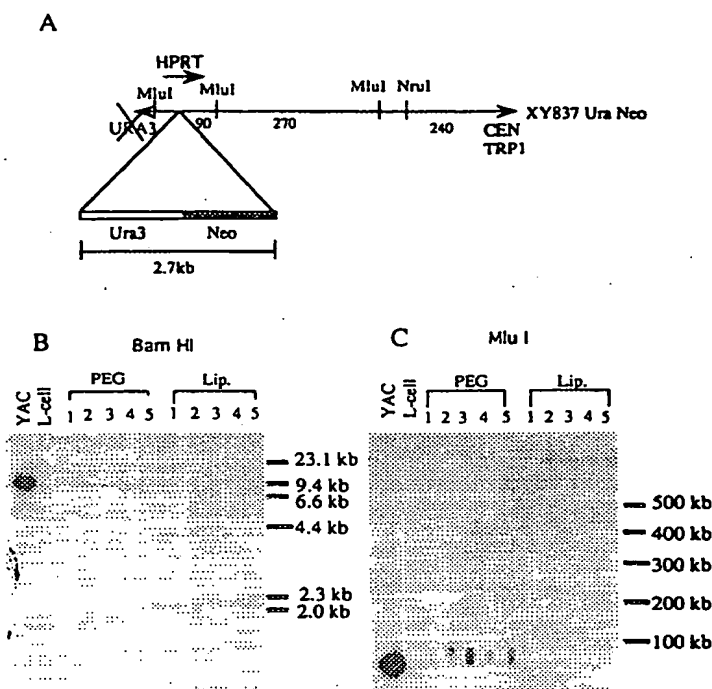 A
HPRT
MluI MluI MluI NruI
URA3 90 270 240 CEN XY837 Ura Neo
TRP1
Ura3 Neo
2.7kb
B Bam HI
PEG Lip.
YAC L-cell 1 2 3 4 5 1 2 3 4 5
23.1 kb
9.4 kb
6.6 kb
4.4 kb
2.3 kb
2.0 kb
C Mlu I
PEG Lip.
YAC L-cell 1 2 3 4 5 1 2 3 4 5
500 kb
400 kb
300 kb
200 kb
100 kb